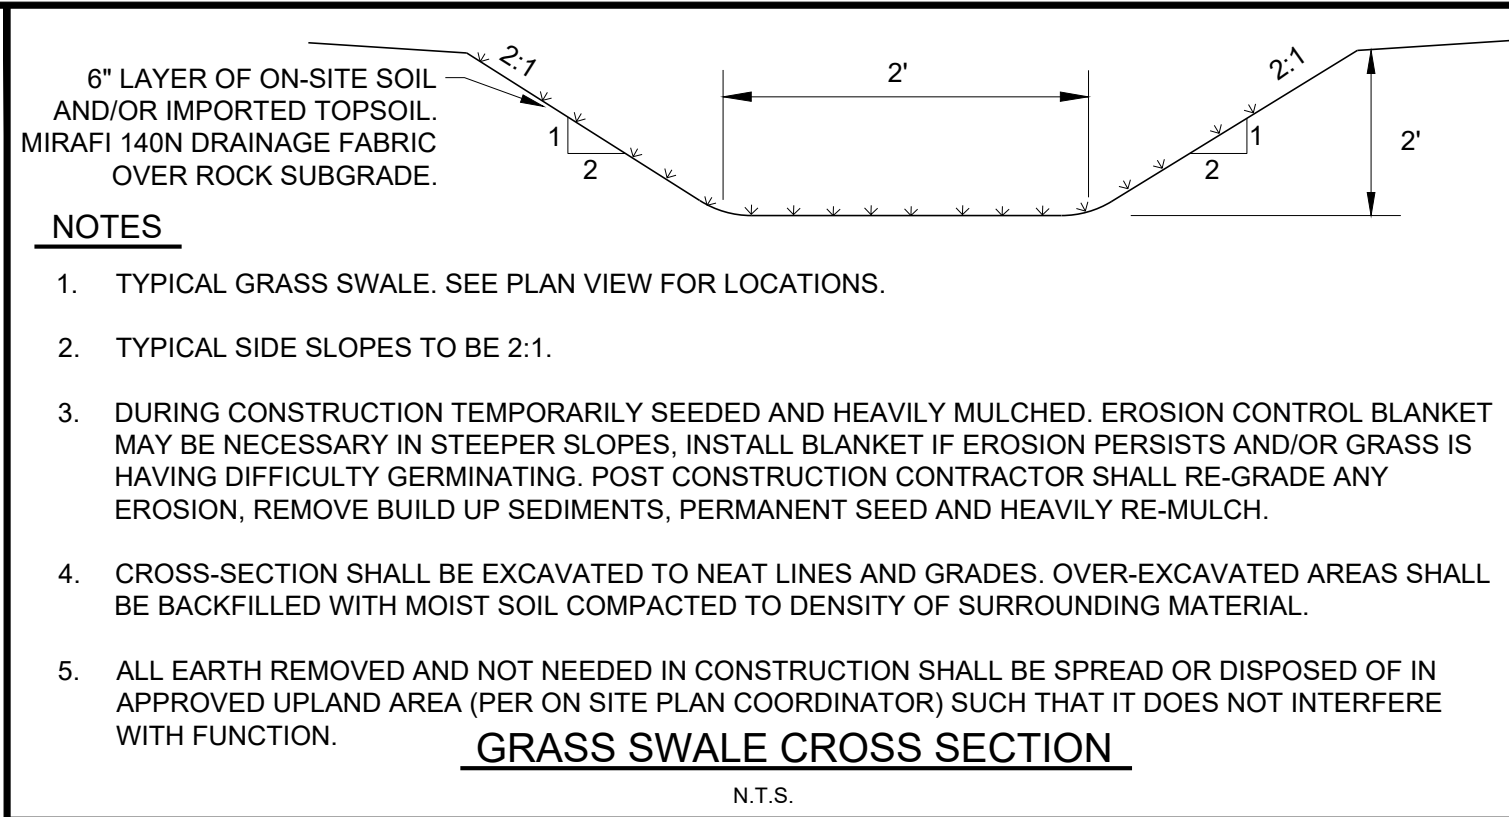 6" LAYER OF ON-SITE SOIL
AND/OR IMPORTED TOPSOIL.
MIRAFI 140N DRAINAGE FABRIC
OVER ROCK SUBGRADE.
2:1
1
2
2'
2:1
1
2
2'
NOTES
1. TYPICAL GRASS SWALE. SEE PLAN VIEW FOR LOCATIONS.
2. TYPICAL SIDE SLOPES TO BE 2:1.
3. DURING CONSTRUCTION TEMPORARILY SEEDED AND HEAVILY MULCHED. EROSION CONTROL BLANKET
MAY BE NECESSARY IN STEEPER SLOPES, INSTALL BLANKET IF EROSION PERSISTS AND/OR GRASS IS
HAVING DIFFICULTY GERMINATING. POST CONSTRUCTION CONTRACTOR SHALL RE-GRADE ANY
EROSION, REMOVE BUILD UP SEDIMENTS, PERMANENT SEED AND HEAVILY RE-MULCH.
4. CROSS-SECTION SHALL BE EXCAVATED TO NEAT LINES AND GRADES. OVER-EXCAVATED AREAS SHALL
BE BACKFILLED WITH MOIST SOIL COMPACTED TO DENSITY OF SURROUNDING MATERIAL.
5. ALL EARTH REMOVED AND NOT NEEDED IN CONSTRUCTION SHALL BE SPREAD OR DISPOSED OF IN
APPROVED UPLAND AREA (PER ON SITE PLAN COORDINATOR) SUCH THAT IT DOES NOT INTERFERE
WITH FUNCTION.
GRASS SWALE CROSS SECTION
N.T.S.